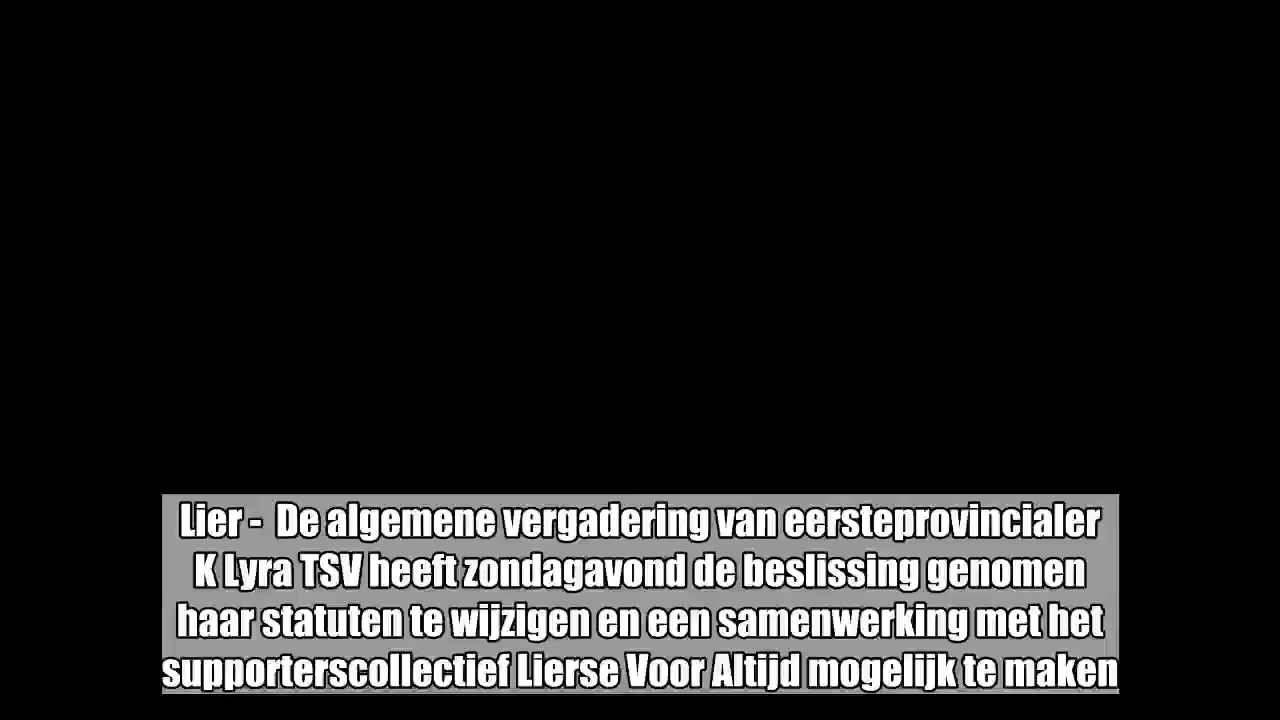 Lier -  De algemene vergadering van eersteprovincialer
K Lyra TSV heeft zondagavond de beslissing genomen
haar statuten te wijzigen en een samenwerking met het
supporterscollectief Lierse Voor Altijd mogelijk te maken